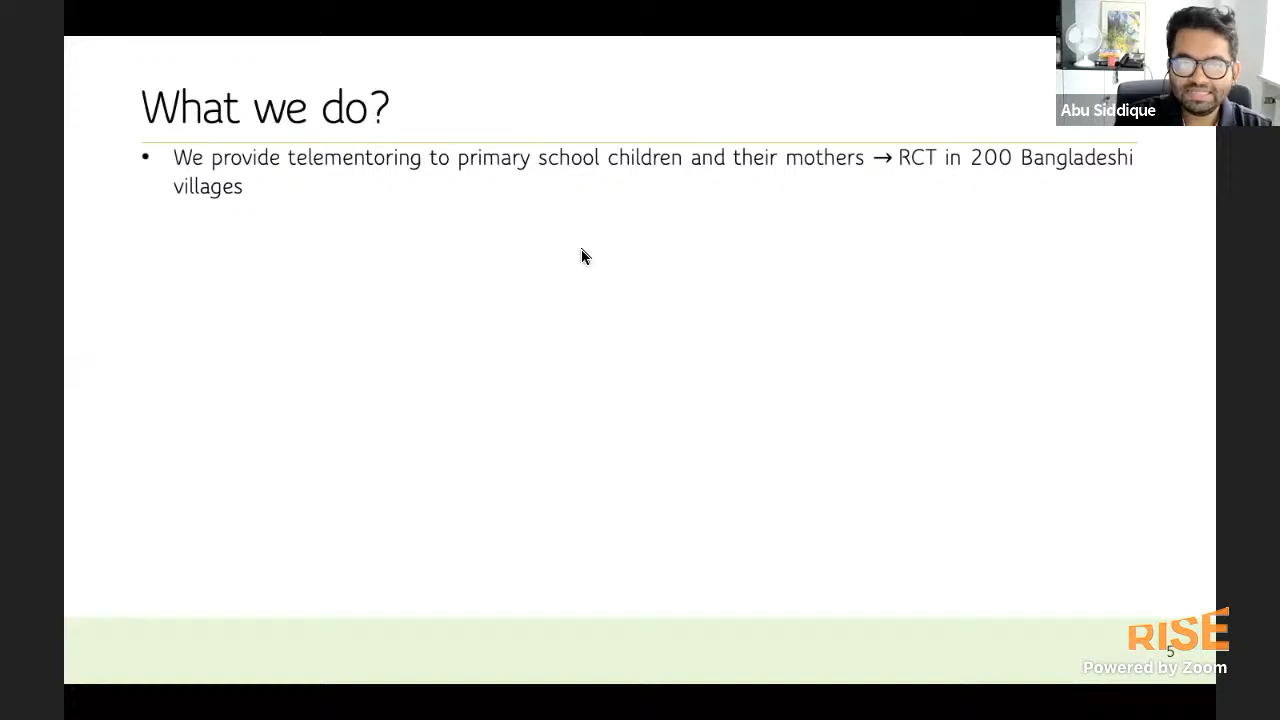 What we do?
Abu Siddique
• We provide telementoring to primary school children and their mothers → RCT in 200 Bangladeshi
villages
RISE
5
Powered by Zoom